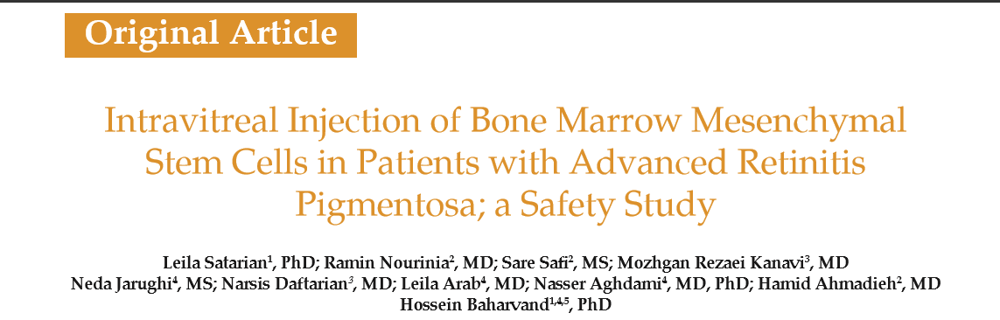 Original Article
Intravitreal Injection of Bone Marrow Mesenchymal
Stem Cells in Patients with Advanced Retinitis
Pigmentosa; a Safety Study
Leila Satarian¹, PhD; Ramin Nourinia², MD; Sare Safi², MS; Mozhgan Rezaei Kanavi³, MD
Neda Jarughi⁴, MS; Narsis Daftarian³, MD; Leila Arab⁴, MD; Nasser Aghdami⁴, MD, PhD; Hamid Ahmadieh², MD
Hossein Baharvand¹,⁴,⁵, PhD